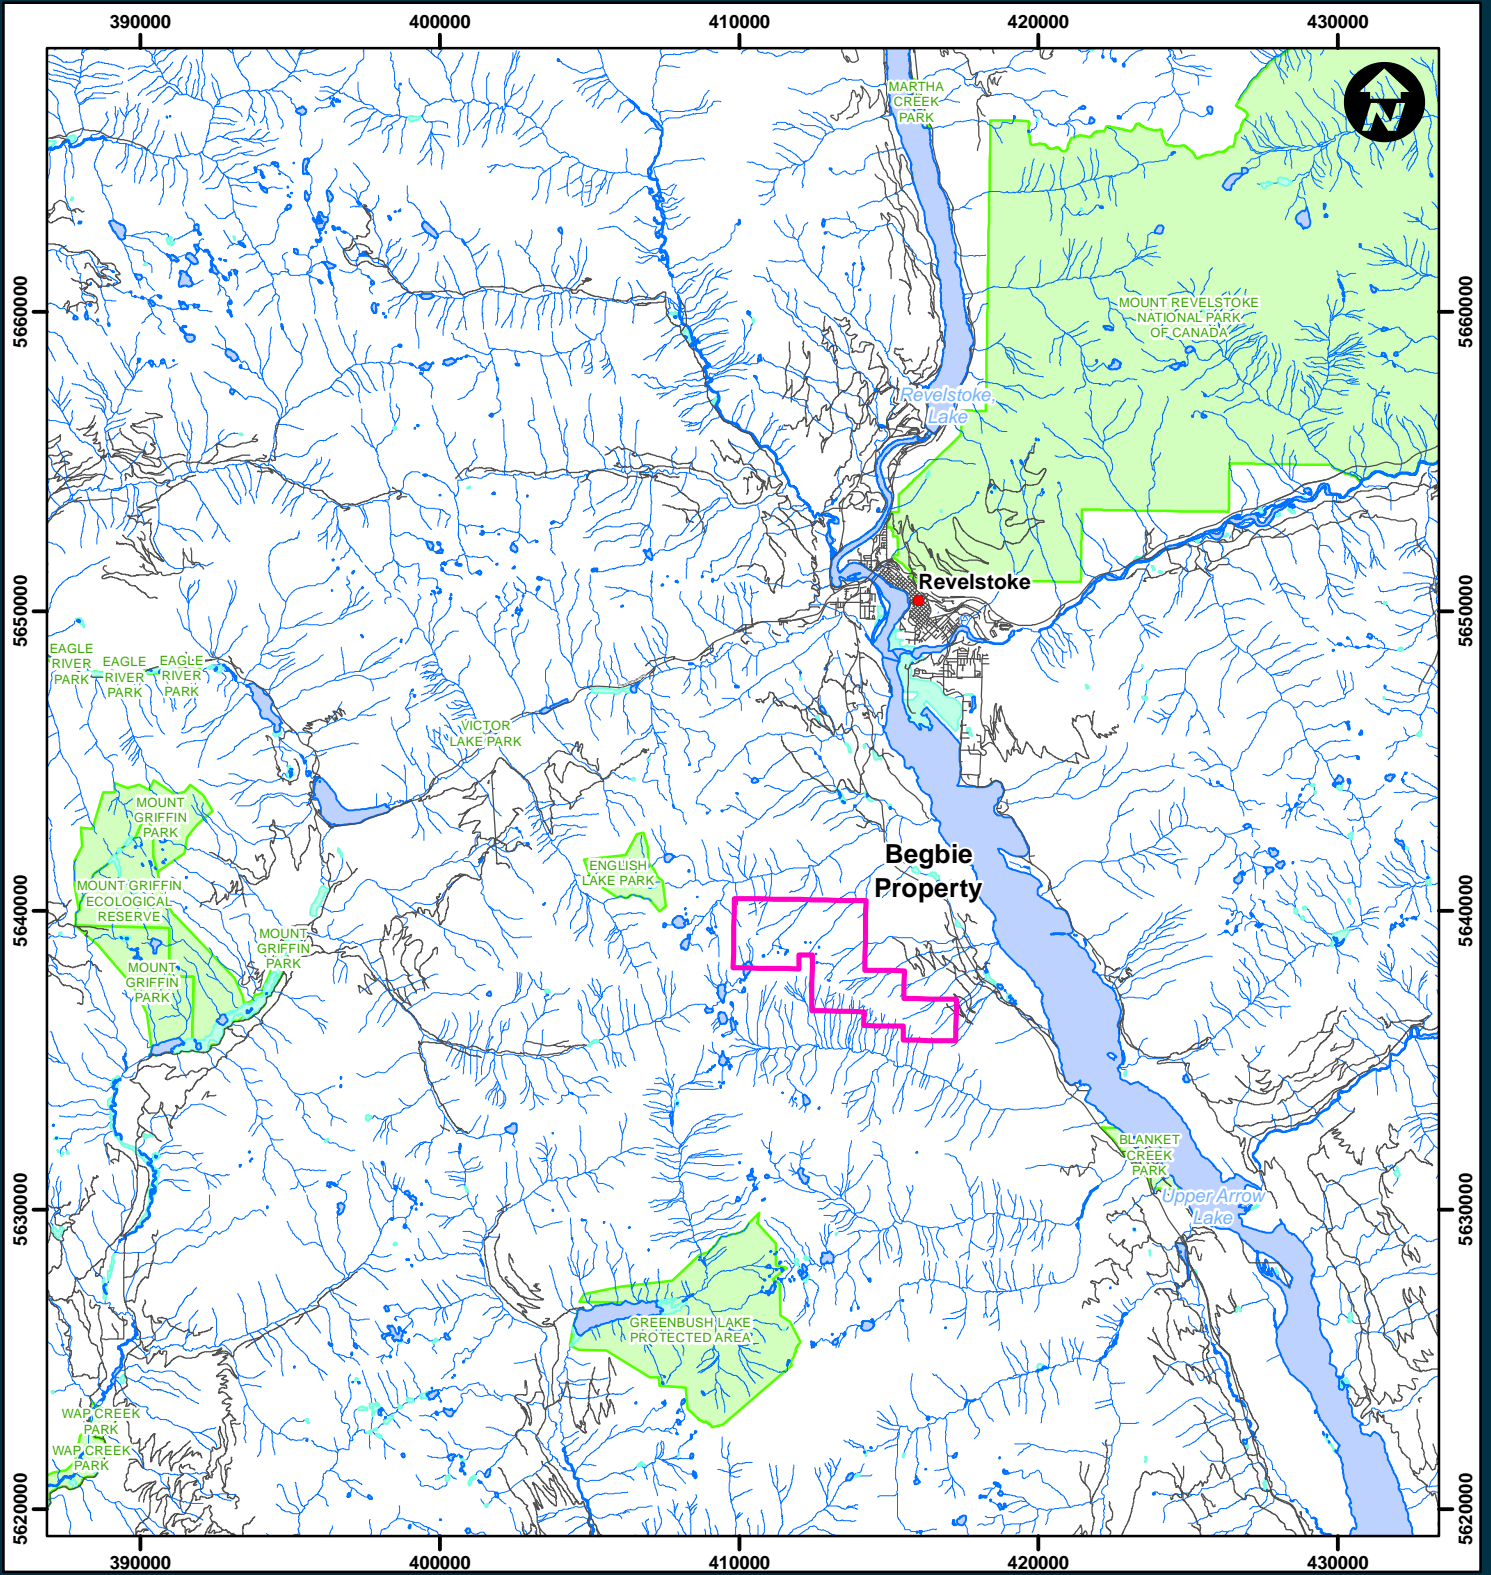 390000
400000
410000
420000
430000
MARTHA
CREEK
PARK
N
5660000
5660000
MOUNT REVELSTOKE
NATIONAL PARK
OF CANADA
Revelstoke
Lake
Revelstoke
5650000
5650000
EAGLE
RIVER
PARK
EAGLE
RIVER
PARK
EAGLE
RIVER
PARK
VICTOR
LAKE PARK
MOUNT
GRIFFIN
PARK
ENGLISH
LAKE PARK
Begbie
Property
MOUNT GRIFFIN
ECOLOGICAL
RESERVE
5640000
5640000
MOUNT
GRIFFIN
PARK
MOUNT
GRIFFIN
PARK
BLANKET
CREEK
PARK
Upper Arrow
Lake
5630000
5630000
GREENBUSH LAKE
PROTECTED AREA
WAP CREEK
PARK
WAP CREEK
PARK
5620000
5620000
390000
400000
410000
420000
430000